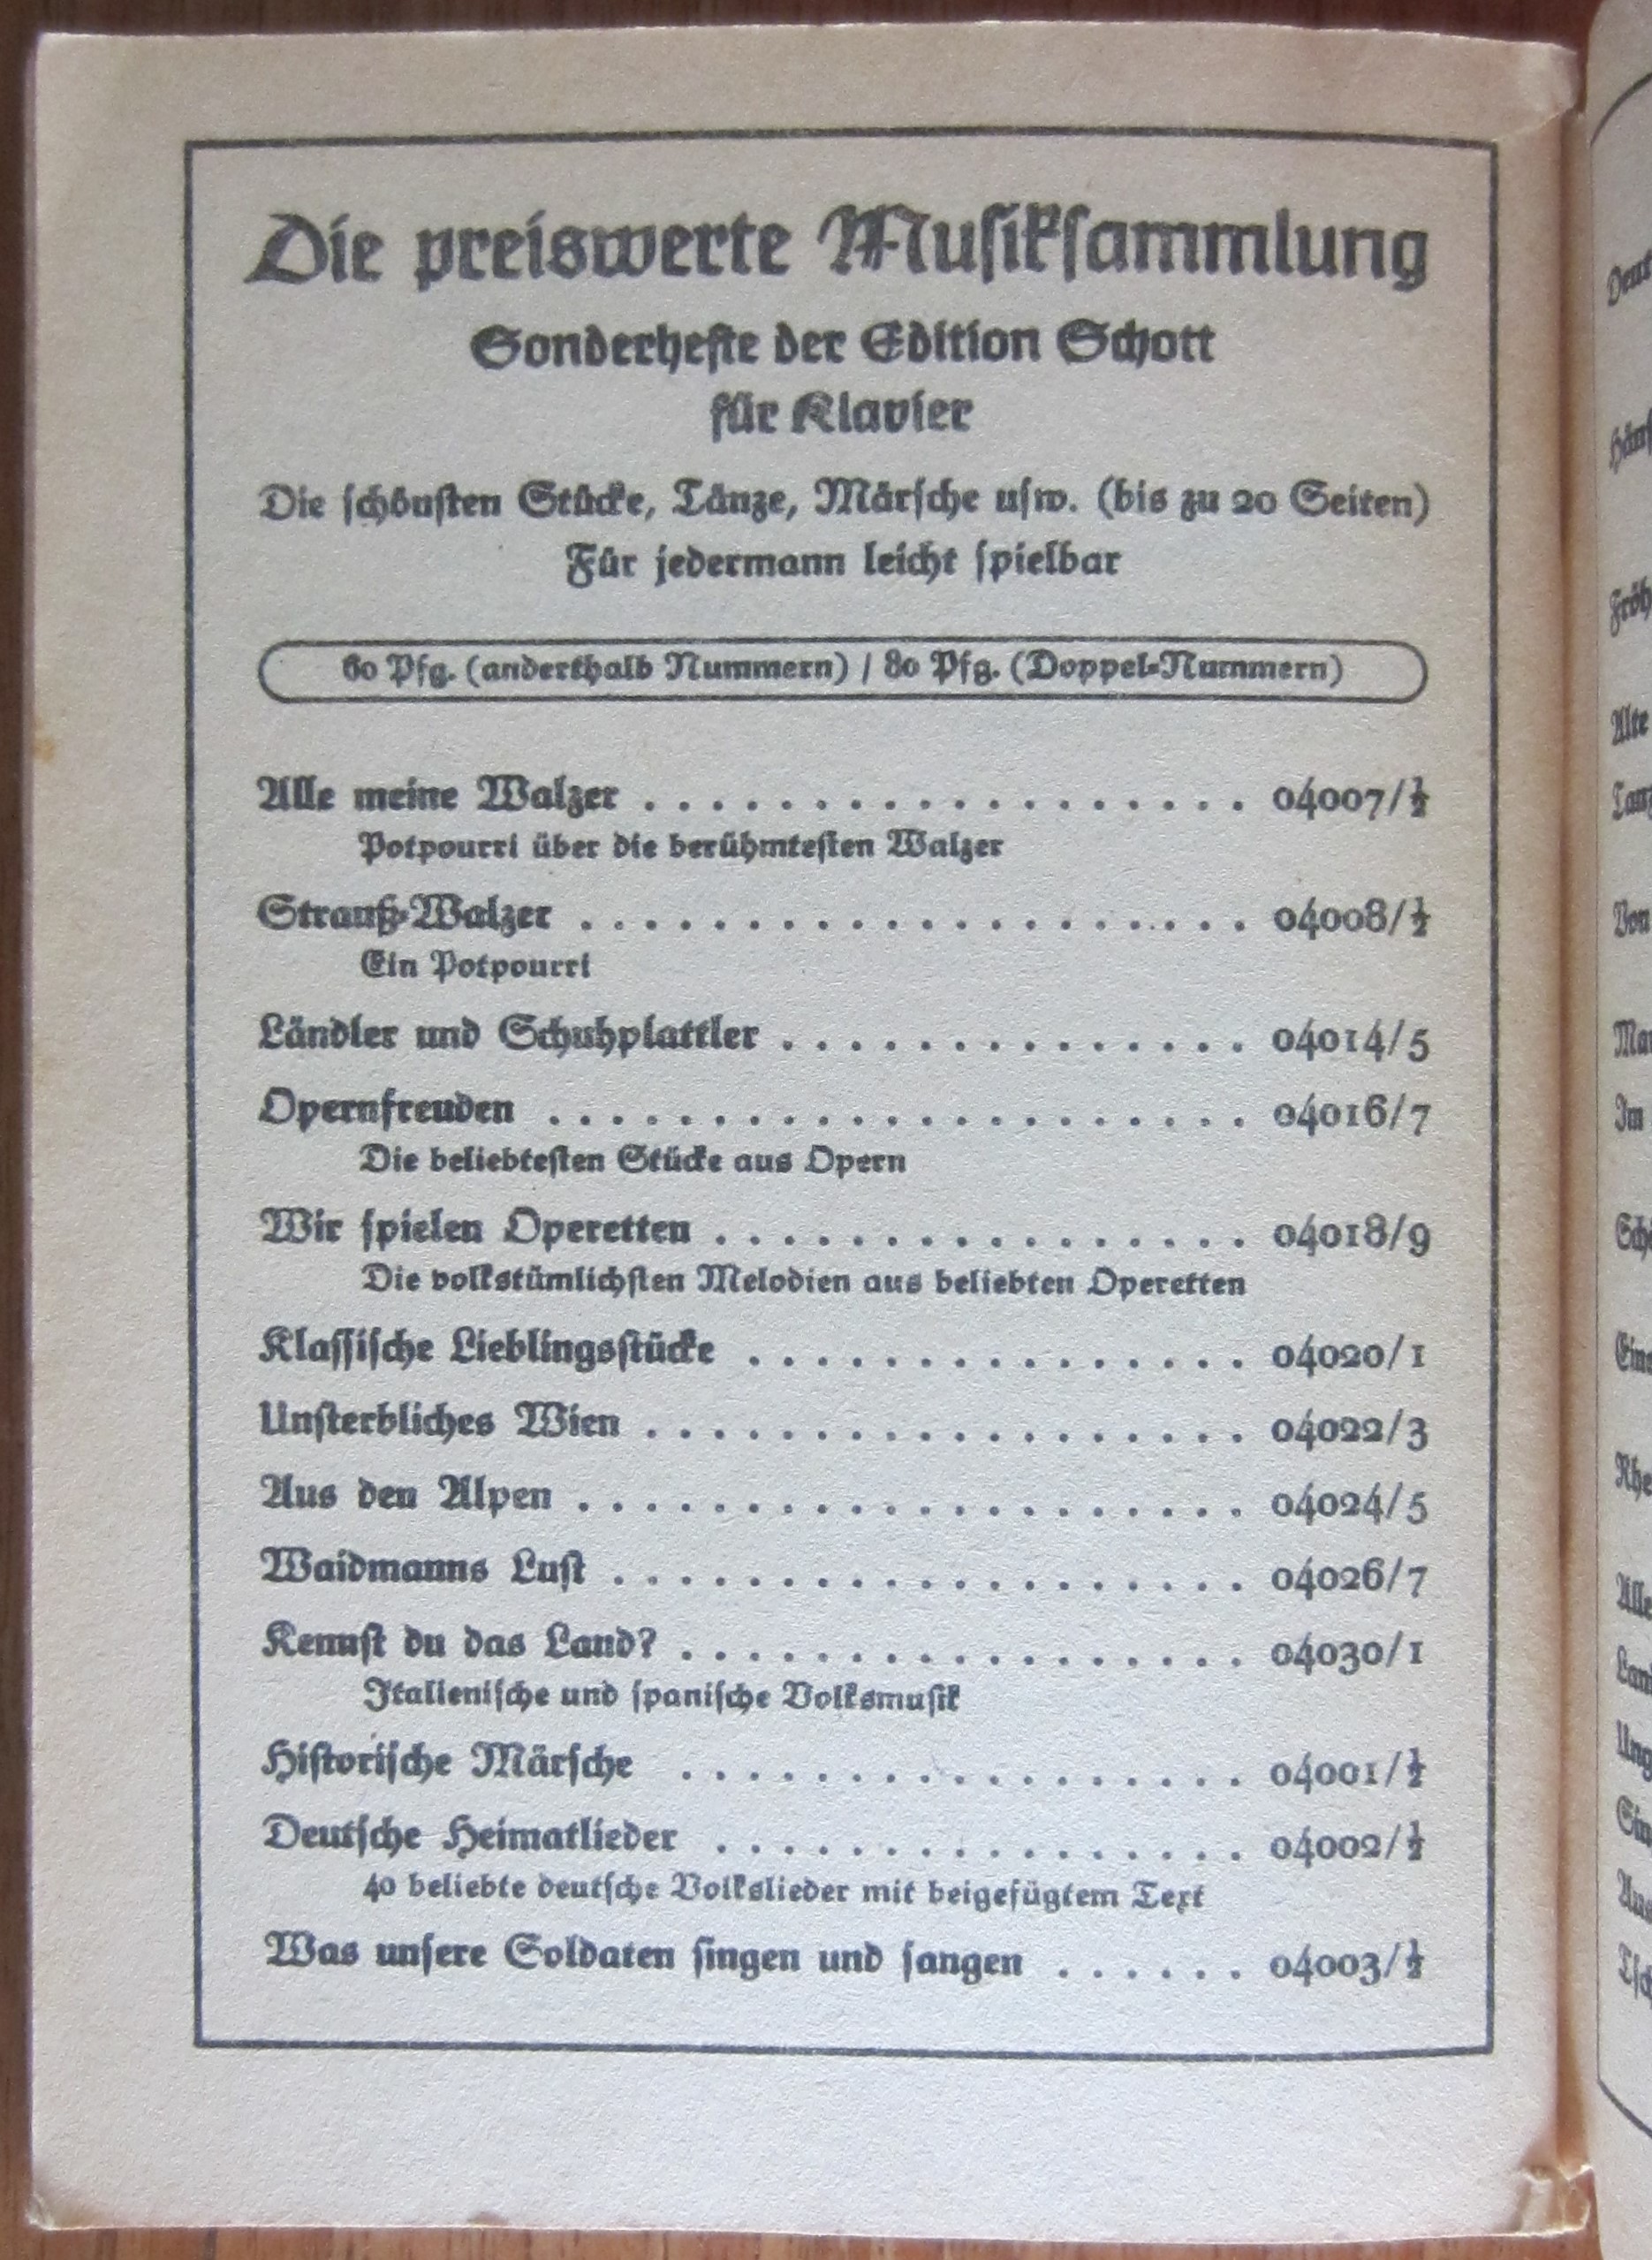 Die preiswerte Musikſammlung
Sonderhefte der Edition Schott
für Klavier
Die ſchönſten Stücke, Tänze, Märſche uſw. (bis zu 20 Seiten)
Für jedermann leicht ſpielbar
60 Pfg. (anderthalb Nummern) / 80 Pfg. (Doppel-Nummern)
Alle meine Walzer . . . . . . . . . . . . . . . . . . 04007/½
Potpourri über die berühmteſten Walzer
Strauß-Walzer . . . . . . . . . . . . . . . . . . . . 04008/½
Ein Potpourri
Ländler und Schuhplattler . . . . . . . . . . . . . . 04014/5
Opernfreuden . . . . . . . . . . . . . . . . . . . . . 04016/7
Die beliebteſten Stücke aus Opern
Wir ſpielen Operetten . . . . . . . . . . . . . . . . 04018/9
Die volkstümlichſten Melodien aus beliebten Operetten
Klaſſiſche Lieblingsſtücke . . . . . . . . . . . . . . . 04020/1
Unſterbliches Wien . . . . . . . . . . . . . . . . . . 04022/3
Aus den Alpen . . . . . . . . . . . . . . . . . . . . 04024/5
Waidmanns Luſt . . . . . . . . . . . . . . . . . . . 04026/7
Kennſt du das Land? . . . . . . . . . . . . . . . . . 04030/1
Italieniſche und ſpaniſche Volksmuſik
Hiſtoriſche Märſche . . . . . . . . . . . . . . . . . 04001/½
Deutſche Heimatlieder . . . . . . . . . . . . . . . . 04002/½
40 beliebte deutſche Volkslieder mit beigefügtem Text
Was unſere Soldaten ſingen und ſangen . . . . . . 04003/½
Alte
Von
Im